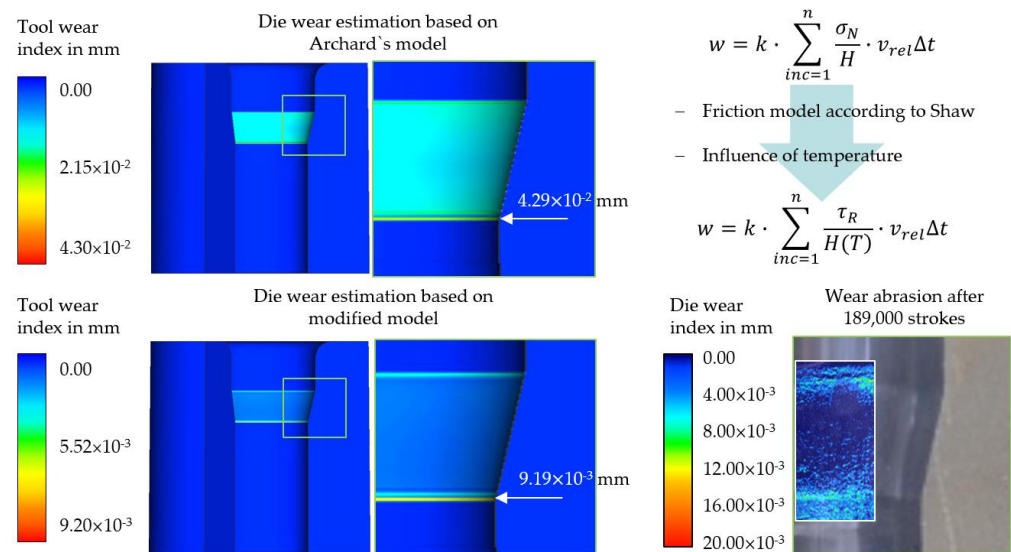 Tool wear
index in mm
0.00
2.15×10⁻²
4.30×10⁻²
Die wear estimation based on
Archard`s model
4.29×10⁻² mm
w = k · ∑_{inc=1}^{n} σ_N/H · v_{rel}Δt
– Friction model according to Shaw
– Influence of temperature
w = k · ∑_{inc=1}^{n} τ_R/H(T) · v_{rel}Δt
Tool wear
index in mm
0.00
5.52×10⁻³
9.20×10⁻³
Die wear estimation based on
modified model
9.19×10⁻³ mm
Die wear
index in mm
0.00
4.00×10⁻³
8.00×10⁻³
12.00×10⁻³
16.00×10⁻³
20.00×10⁻³
Wear abrasion after
189,000 strokes